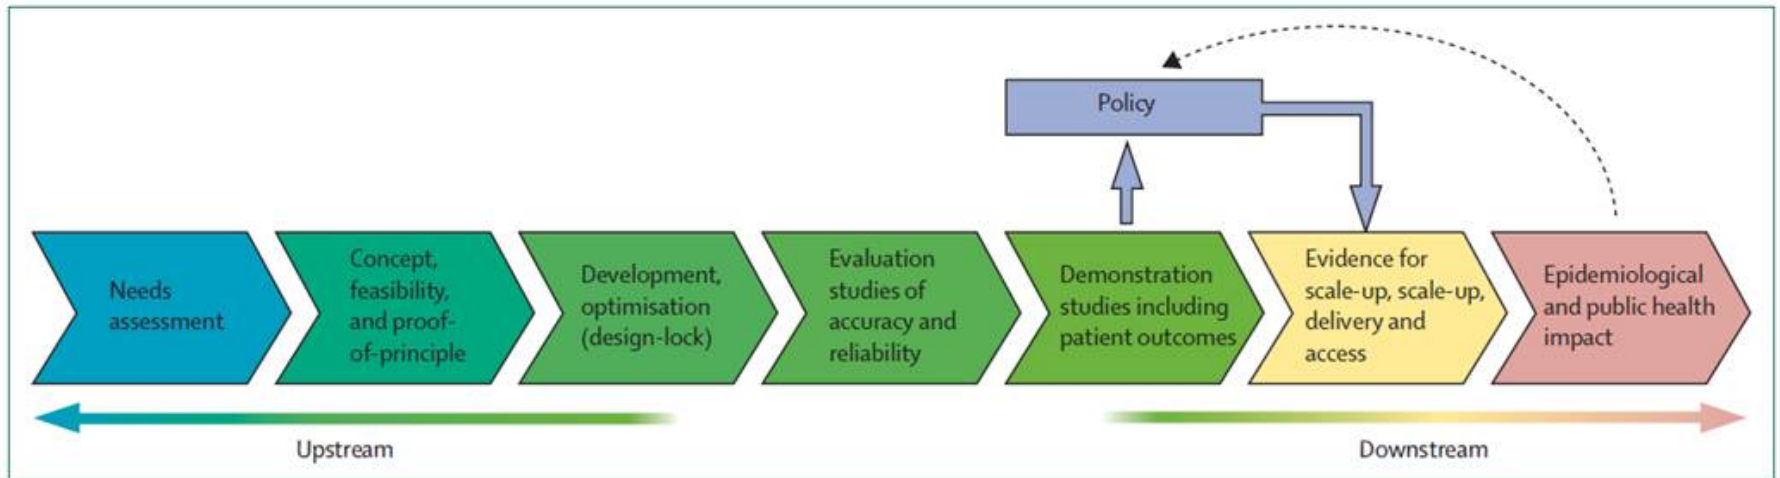 Policy
Needs
assessment
Concept,
feasibility,
and proof-
of-principle
Development,
optimisation
(design-lock)
Evaluation
studies of
accuracy and
reliability
Demonstration
studies including
patient outcomes
Evidence for
scale-up, scale-up,
delivery and
access
Epidemiological
and public health
impact
Upstream
Downstream